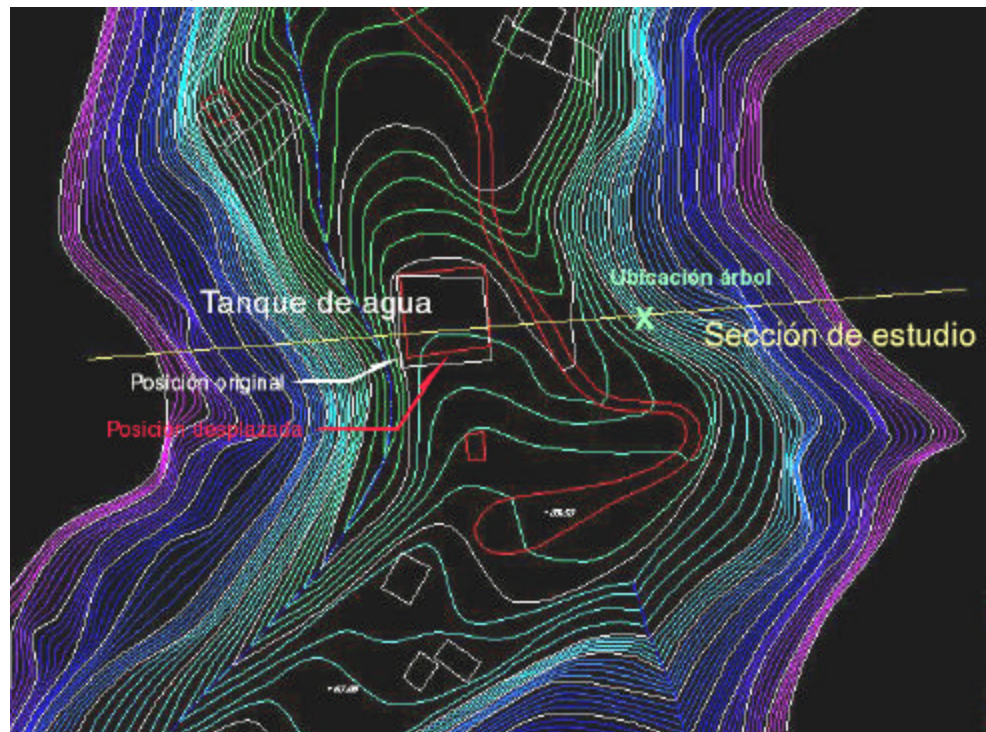 Ubicación árbol
Tanque de agua
X
Sección de estudio
Posición original
Posición desplazada